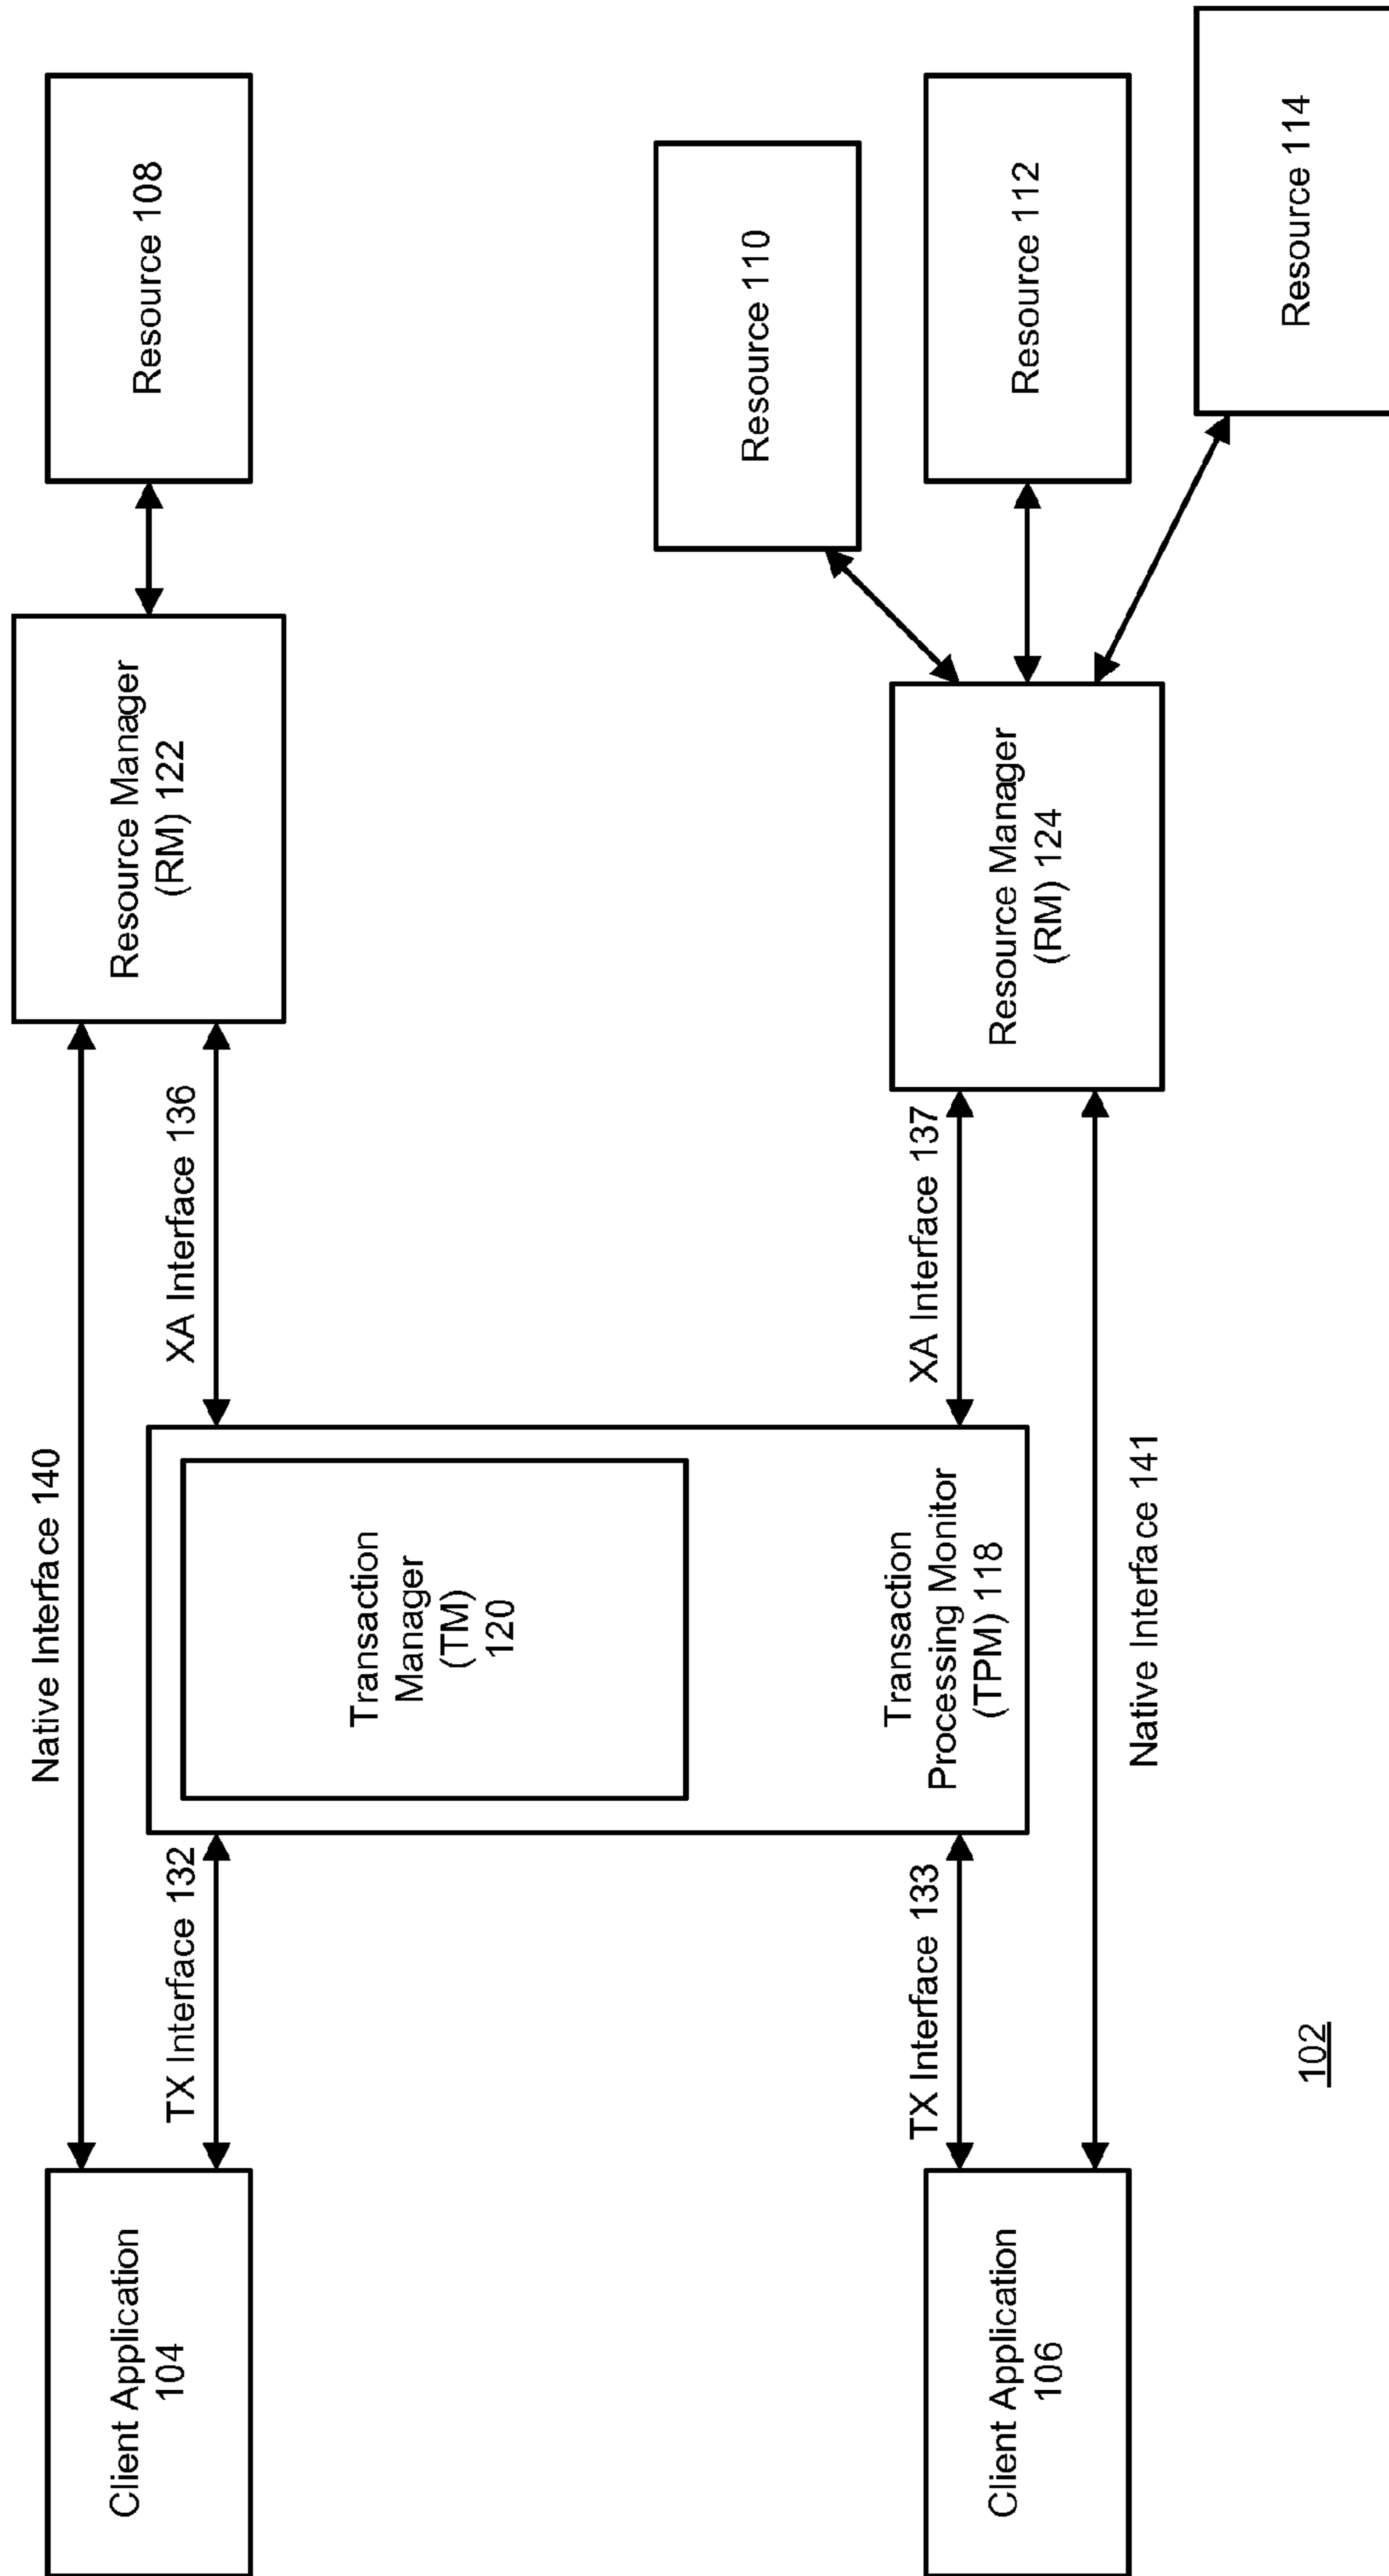 Native Interface 140
Client Application
104
TX Interface 132
Transaction
Manager
(TM)
120
XA Interface 136
Resource Manager
(RM) 122
Resource 108
Transaction
Processing Monitor
(TPM) 118
Client Application
106
TX Interface 133
XA Interface 137
Native Interface 141
Resource Manager
(RM) 124
Resource 110
Resource 112
Resource 114
102